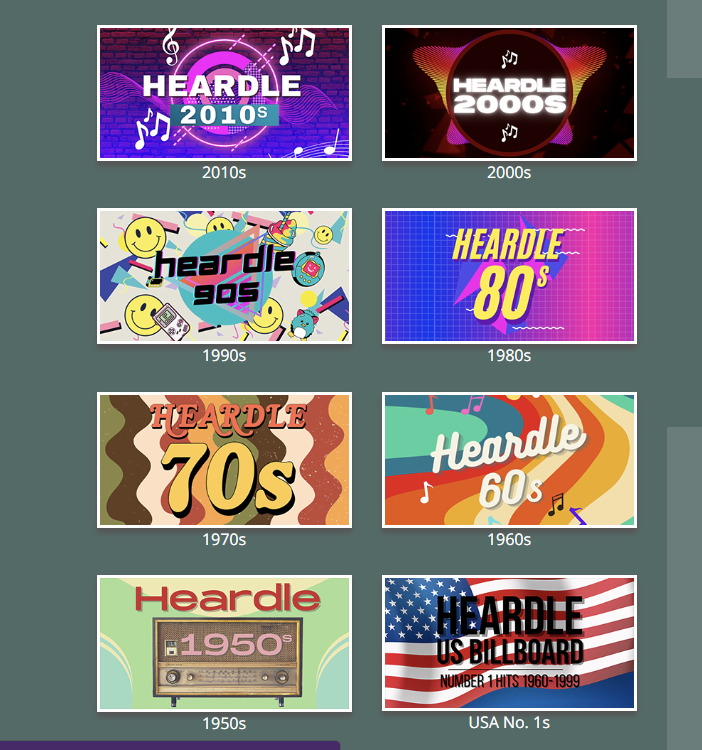 HEARDLE
2010s
2010s
HEARDLE
2000S
2000s
heardle
90s
1990s
HEARDLE
80s
1980s
HEARDLE
70s
1970s
Heardle
60s
1960s
Heardle
1950s
1950s
HEARDLE
US BILLBOARD
NUMBER 1 HITS 1960-1999
USA No. 1s